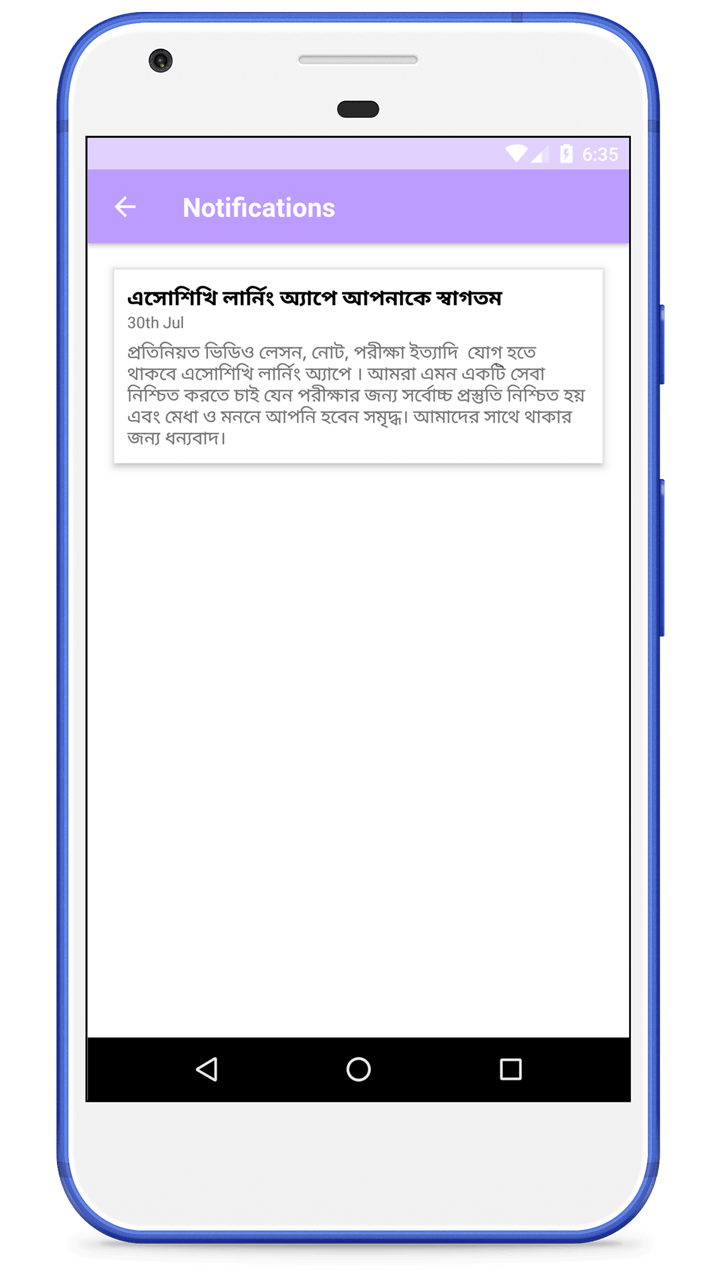 6:35
Notifications
এসোশিখি লার্নিং অ্যাপে আপনাকে স্বাগতম
30th Jul
প্রতিনিয়ত ভিডিও লেসন, নোট, পরীক্ষা ইত্যাদি যোগ হতে
থাকবে এসোশিখি লার্নিং অ্যাপে । আমরা এমন একটি সেবা
নিশ্চিত করতে চাই যেন পরীক্ষার জন্য সর্বোচ্চ প্রস্তুতি নিশ্চিত হয়
এবং মেধা ও মননে আপনি হবেন সমৃদ্ধ। আমাদের সাথে থাকার
জন্য ধন্যবাদ।